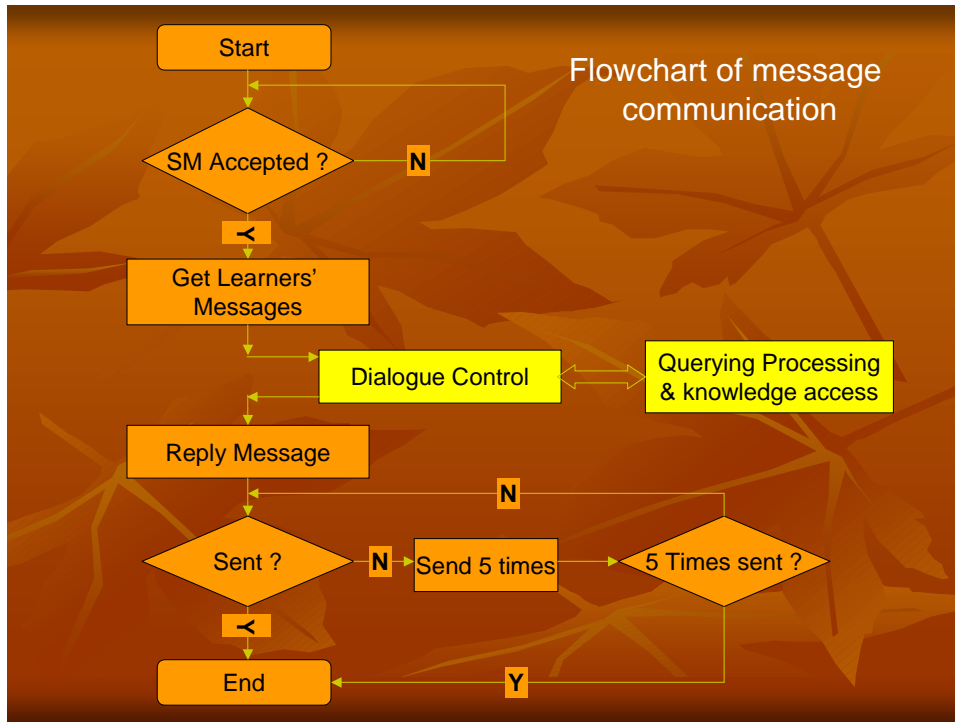 Start
Flowchart of message
communication
SM Accepted ?
N
Y
Get Learners’
Messages
Dialogue Control
Querying Processing
& knowledge access
Reply Message
N
Sent ?
N
Send 5 times
5 Times sent ?
Y
End
Y